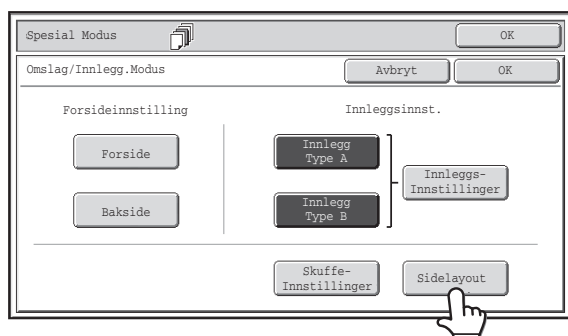 Spesial Modus
OK
Omslag/Innlegg.Modus
Avbryt
OK
Forsideinnstilling
Innleggsinnst.
Forside
Innlegg
Type A
Innleggs-
Innstillinger
Bakside
Innlegg
Type B
Skuffe-
Innstillinger
Sidelayout